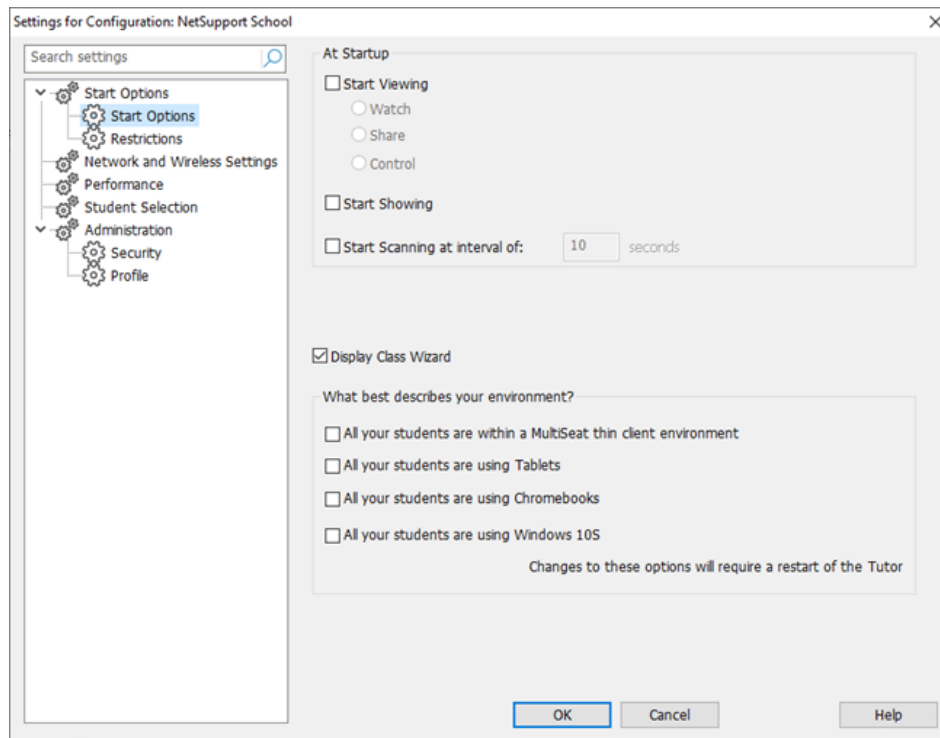 Settings for Configuration: NetSupport School
Search settings
Start Options
Start Options
Restrictions
Network and Wireless Settings
Performance
Student Selection
Administration
Security
Profile
At Startup
Start Viewing
Watch
Share
Control
Start Showing
Start Scanning at interval of: 10 seconds
Display Class Wizard
What best describes your environment?
All your students are within a MultiSeat thin client environment
All your students are using Tablets
All your students are using Chromebooks
All your students are using Windows 10S
Changes to these options will require a restart of the Tutor
OK Cancel Help